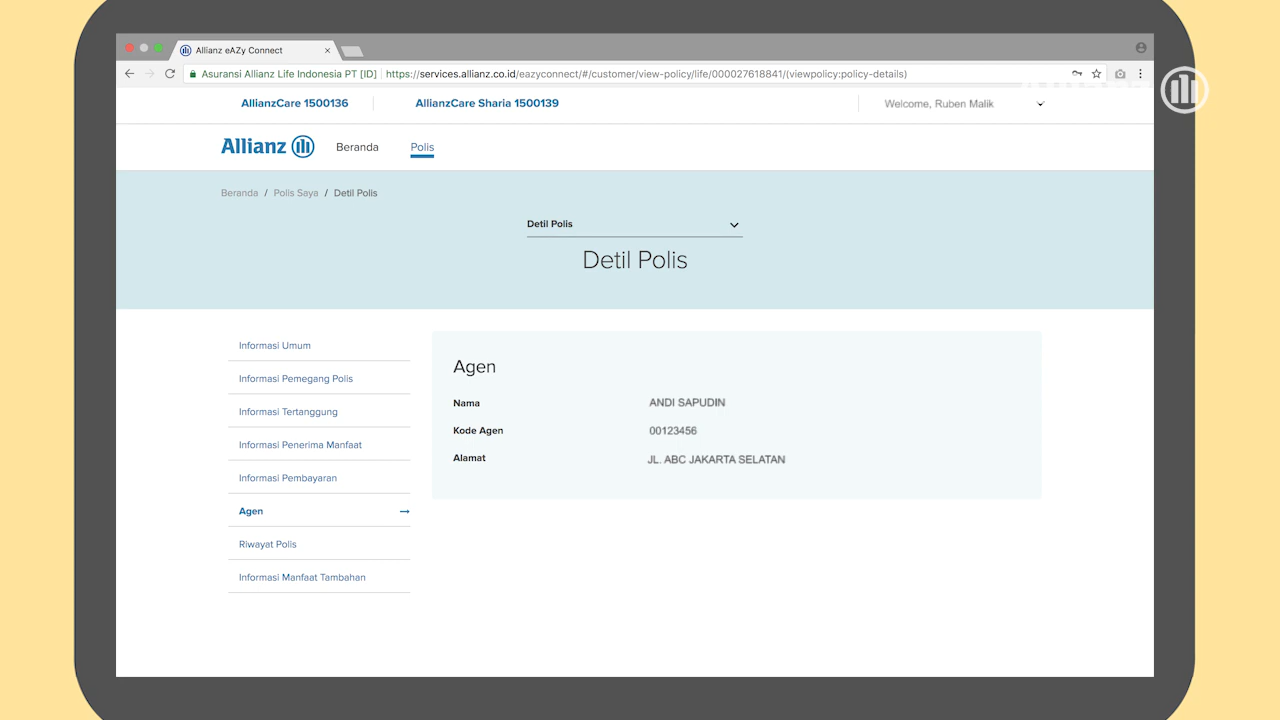 Allianz eAZy Connect
Asuransi Allianz Life Indonesia PT [ID] https://services.allianz.co.id/eazyconnect/#/customer/view-policy/life/000027618841/(viewpolicy:policy-details)
AllianzCare 1500136 AllianzCare Sharia 1500139 Welcome, Ruben Malik
Allianz Beranda Polis
Beranda / Polis Saya / Detil Polis
Detil Polis
Detil Polis
Informasi Umum
Informasi Pemegang Polis
Informasi Tertanggung
Informasi Penerima Manfaat
Informasi Pembayaran
Agen
Riwayat Polis
Informasi Manfaat Tambahan
Agen
Nama ANDI SAPUDIN
Kode Agen 00123456
Alamat JL. ABC JAKARTA SELATAN